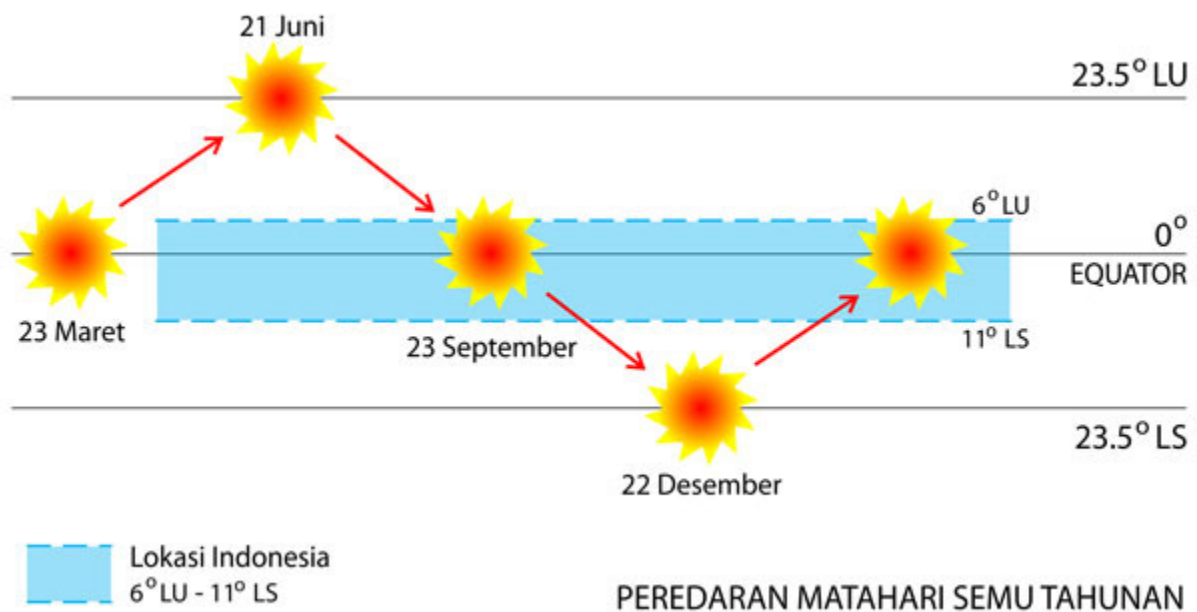 21 Juni
23.5° LU
6° LU
0°
EQUATOR
23 Maret
23 September
11° LS
23.5° LS
22 Desember
Lokasi Indonesia
6° LU - 11° LS
PEREDARAN MATAHARI SEMU TAHUNAN